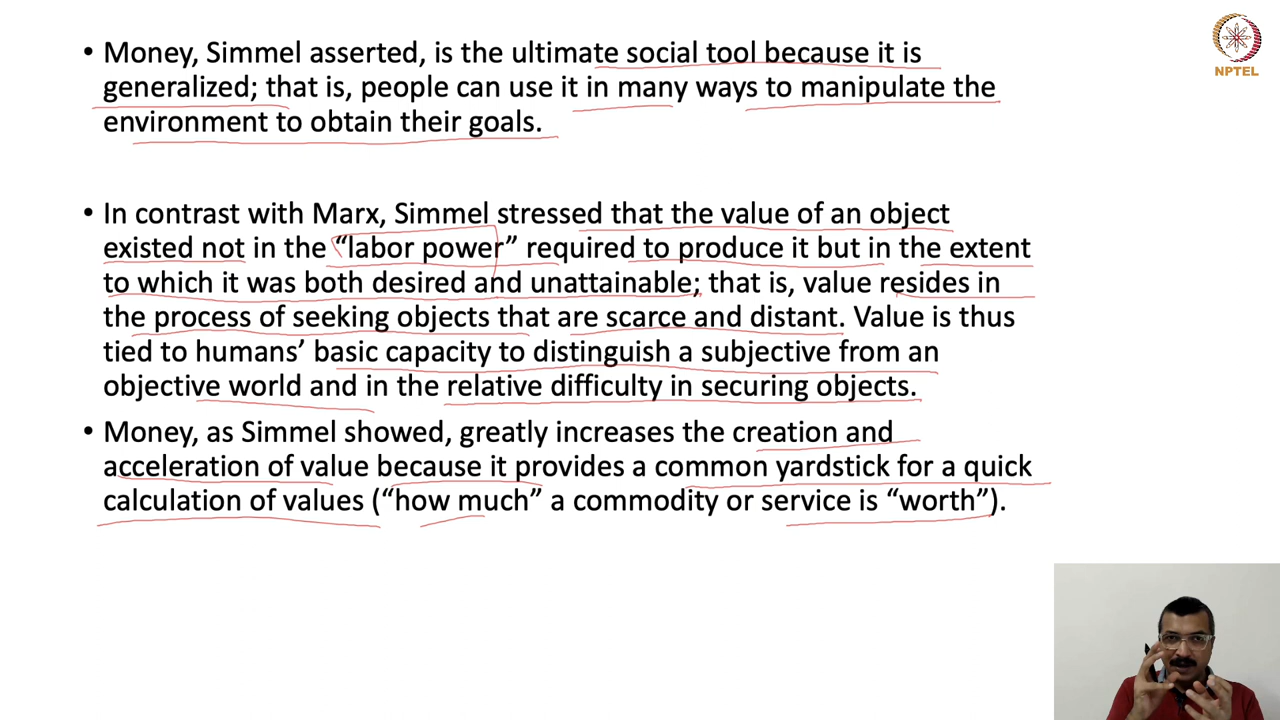 • Money, Simmel asserted, is the ultimate social tool because it is
generalized; that is, people can use it in many ways to manipulate the
environment to obtain their goals.
• In contrast with Marx, Simmel stressed that the value of an object
existed not in the “labor power” required to produce it but in the extent
to which it was both desired and unattainable; that is, value resides in
the process of seeking objects that are scarce and distant. Value is thus
tied to humans’ basic capacity to distinguish a subjective from an
objective world and in the relative difficulty in securing objects.
• Money, as Simmel showed, greatly increases the creation and
acceleration of value because it provides a common yardstick for a quick
calculation of values (“how much” a commodity or service is “worth”).
NPTEL